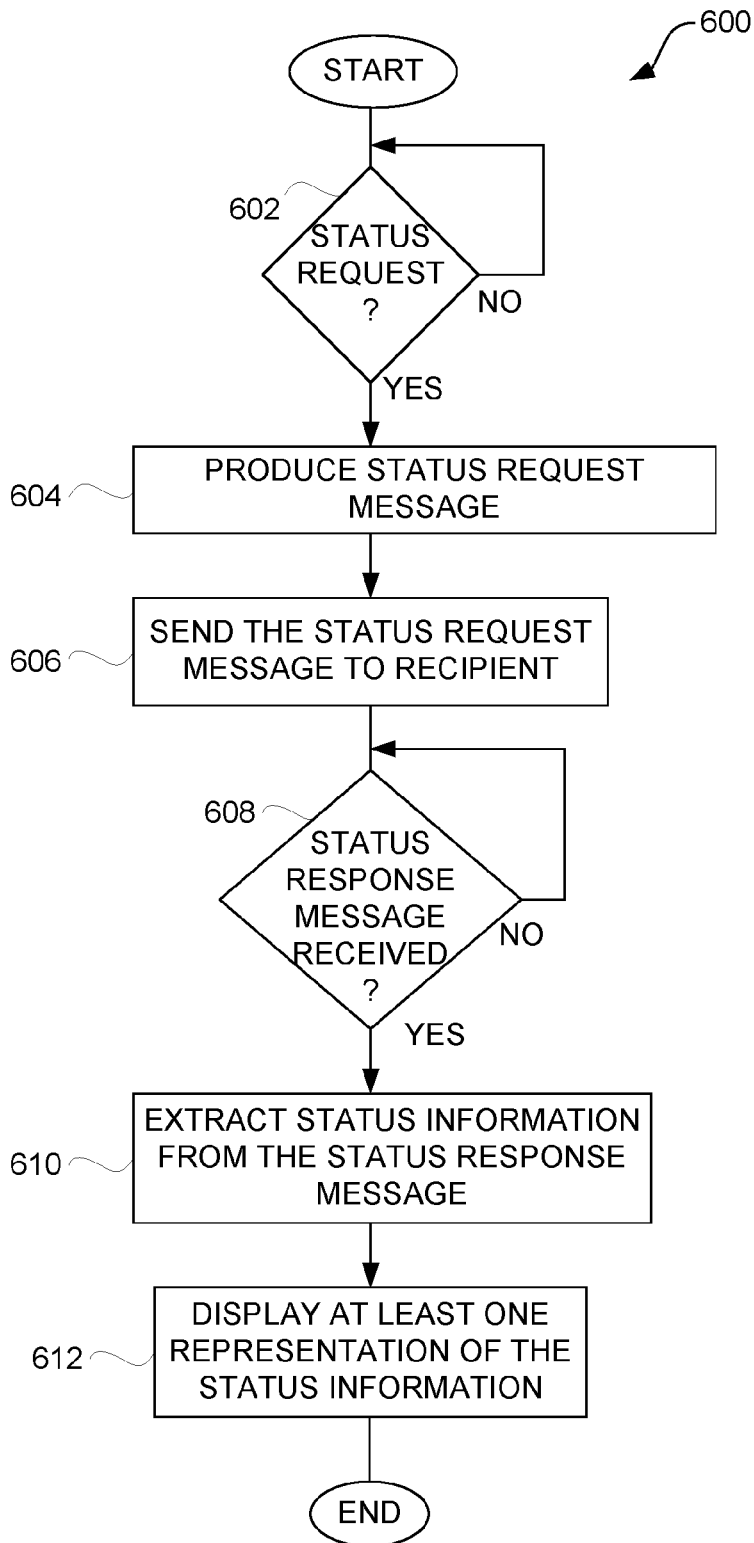 600
START
602
STATUS
REQUEST
?
NO
YES
604
PRODUCE STATUS REQUEST
MESSAGE
606
SEND THE STATUS REQUEST
MESSAGE TO RECIPIENT
608
STATUS
RESPONSE
MESSAGE
RECEIVED
?
NO
YES
610
EXTRACT STATUS INFORMATION
FROM THE STATUS RESPONSE
MESSAGE
612
DISPLAY AT LEAST ONE
REPRESENTATION OF THE
STATUS INFORMATION
END